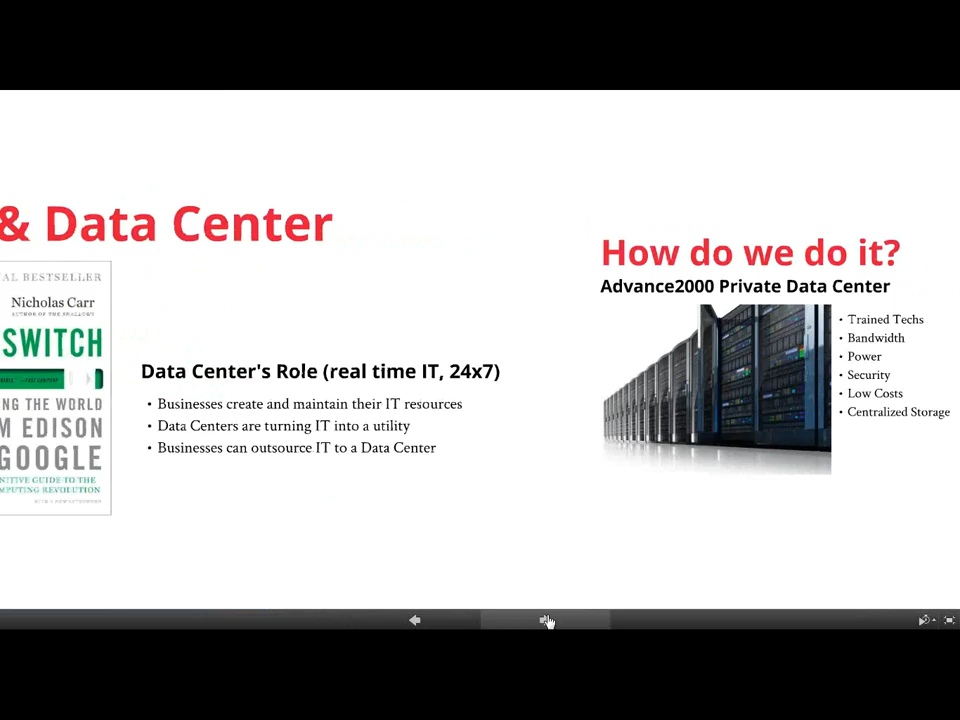 & Data Center
AL BESTSELLER
Nicholas Carr
AUTHOR OF THE SHALLOWS
SWITCH
ING THE WORLD
M EDISON
GOOGLE
NITIVE GUIDE TO THE
MPUTING REVOLUTION
Data Center's Role (real time IT, 24x7)
• Businesses create and maintain their IT resources
• Data Centers are turning IT into a utility
• Businesses can outsource IT to a Data Center
How do we do it?
Advance2000 Private Data Center
• Trained Techs
• Bandwidth
• Power
• Security
• Low Costs
• Centralized Storage